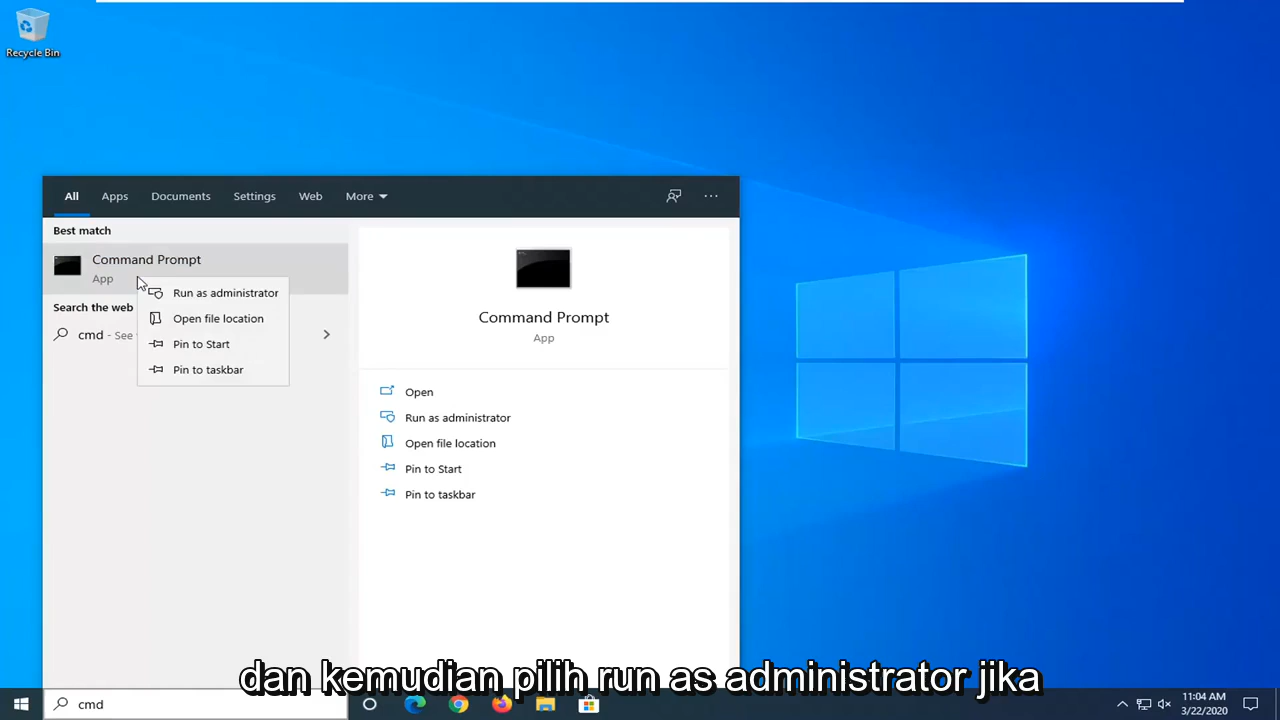 Recycle Bin
All Apps Documents Settings Web More
Best match
Command Prompt
App
Search the web
cmd - See
Run as administrator
Open file location
Pin to Start
Pin to taskbar
Command Prompt
App
Open
Run as administrator
Open file location
Pin to Start
Pin to taskbar
dan kemudian pilih run as administrator jika
cmd
11:04 AM
3/22/2020